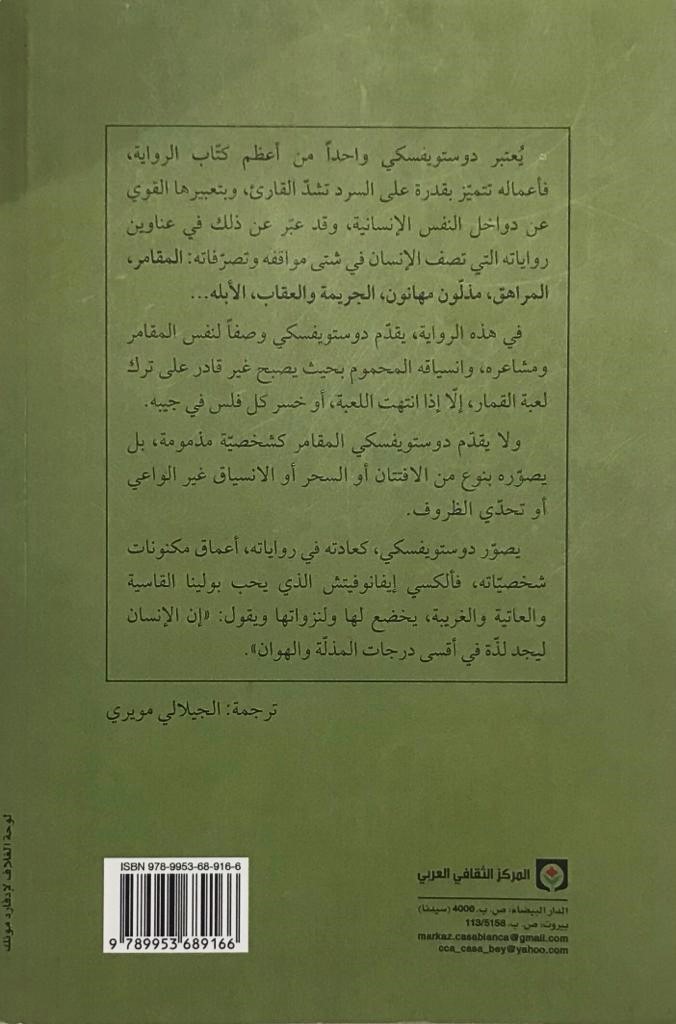 يُعتبر دوستويفسكي واحداً من أعظم كتّاب الرواية،
فأعماله تتميّز بقدرة على السرد تشدّ القارئ، وبتعبيرها القوي
عن دواخل النفس الإنسانية، وقد عبّر عن ذلك في عناوين
رواياته التي تصف الإنسان في شتى مواقفه وتصرّفاته: المقامر،
المراهق، مذلّون مهانون، الجريمة والعقاب، الأبله...
في هذه الرواية، يقدّم دوستويفسكي وصفاً لنفس المقامر
ومشاعره، وانسياقه المحموم بحيث يصبح غير قادر على ترك
لعبة القمار، إلّا إذا انتهت اللعبة، أو خسر كل فلس في جيبه.
ولا يقدّم دوستويفسكي المقامر كشخصيّة مذمومة، بل
يصوّره بنوع من الافتتان أو السحر أو الانسياق غير الواعي
أو تحدّي الظروف.
يصوّر دوستويفسكي، كعادته في رواياته، أعماق مكنونات
شخصيّاته، فألكسي إيفانوفيتش الذي يحب بولينا القاسية
والعاتية والغريبة، يخضع لها ولنزواتها ويقول: «إن الإنسان
ليجد لذّة في أقسى درجات المذلّة والهوان».
ترجمة: الجيلالي مويري
لوحة الغلاف لإدفارد مونك
ISBN 978-9953-68-916-6
9 789953 689166
المركز الثقافي العربي
الدار البيضاء: ص. ب. 4006 (سيدنا)
بيروت: ص. ب. 113/5158
markaz.casablanca@gmail.com
cca_casa_bey@yahoo.com